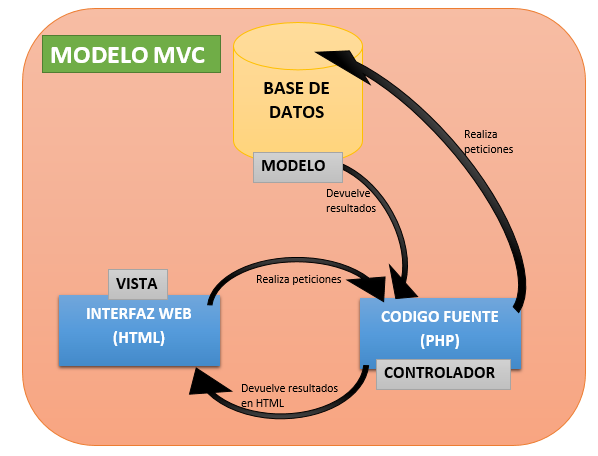 MODELO MVC
BASE DE
DATOS
MODELO
Realiza
peticiones
Devuelve
resultados
VISTA
Realiza peticiones
INTERFAZ WEB
(HTML)
CODIGO FUENTE
(PHP)
CONTROLADOR
Devuelve resultados
en HTML